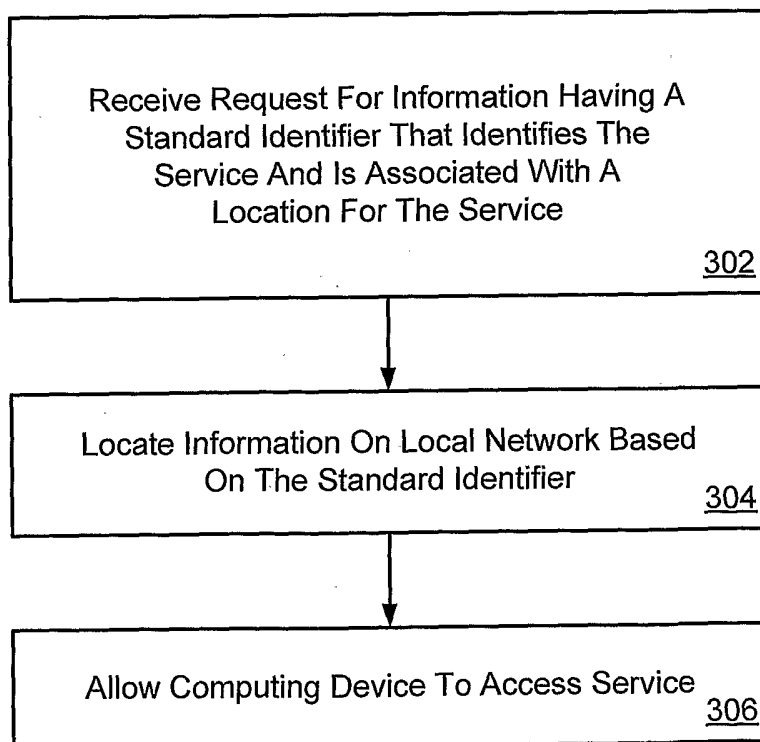 Receive Request For Information Having A
Standard Identifier That Identifies The
Service And Is Associated With A
Location For The Service
302
Locate Information On Local Network Based
On The Standard Identifier
304
Allow Computing Device To Access Service
306